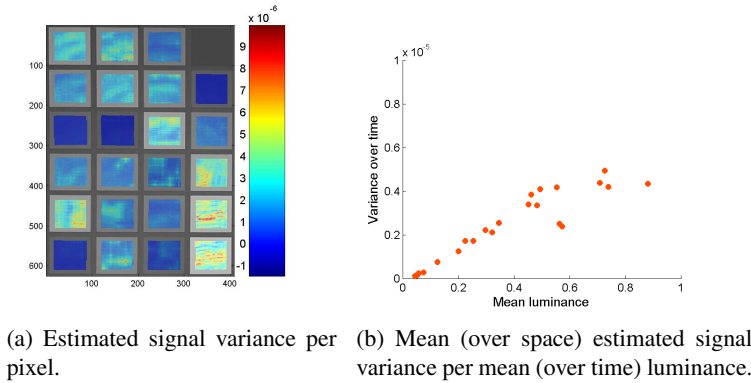 x 10^-6
9
8
7
6
5
4
3
2
1
0
-1
100
200
300
400
500
600
100 200 300 400
x 10^-5
1
0.8
0.6
0.4
0.2
0
0 0.2 0.4 0.6 0.8 1
Variance over time
Mean luminance
(a) Estimated signal variance per
pixel.
(b) Mean (over space) estimated signal
variance per mean (over time) luminance.